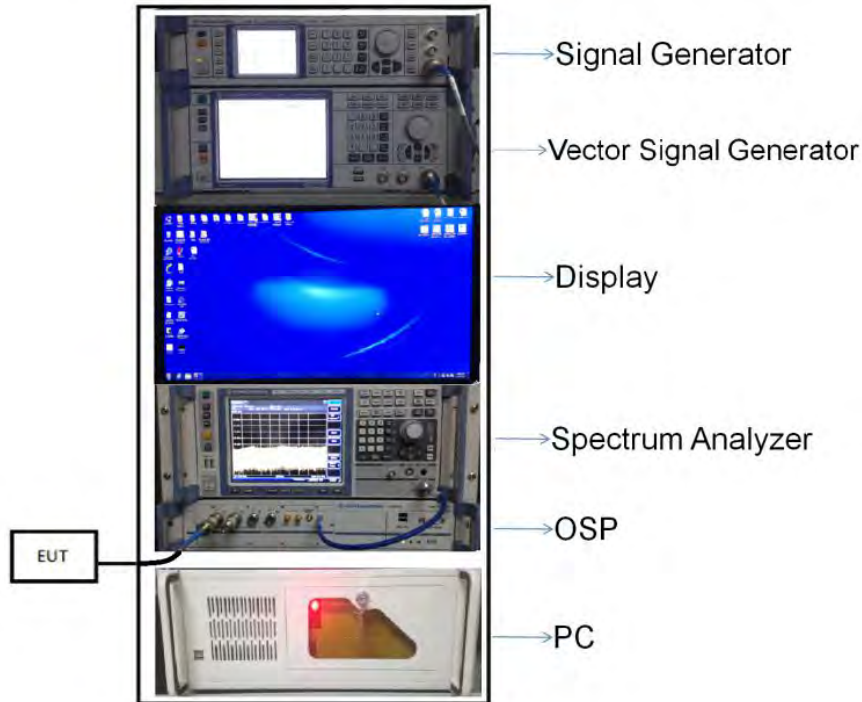 Signal Generator
Vector Signal Generator
Display
Spectrum Analyzer
OSP
EUT
PC